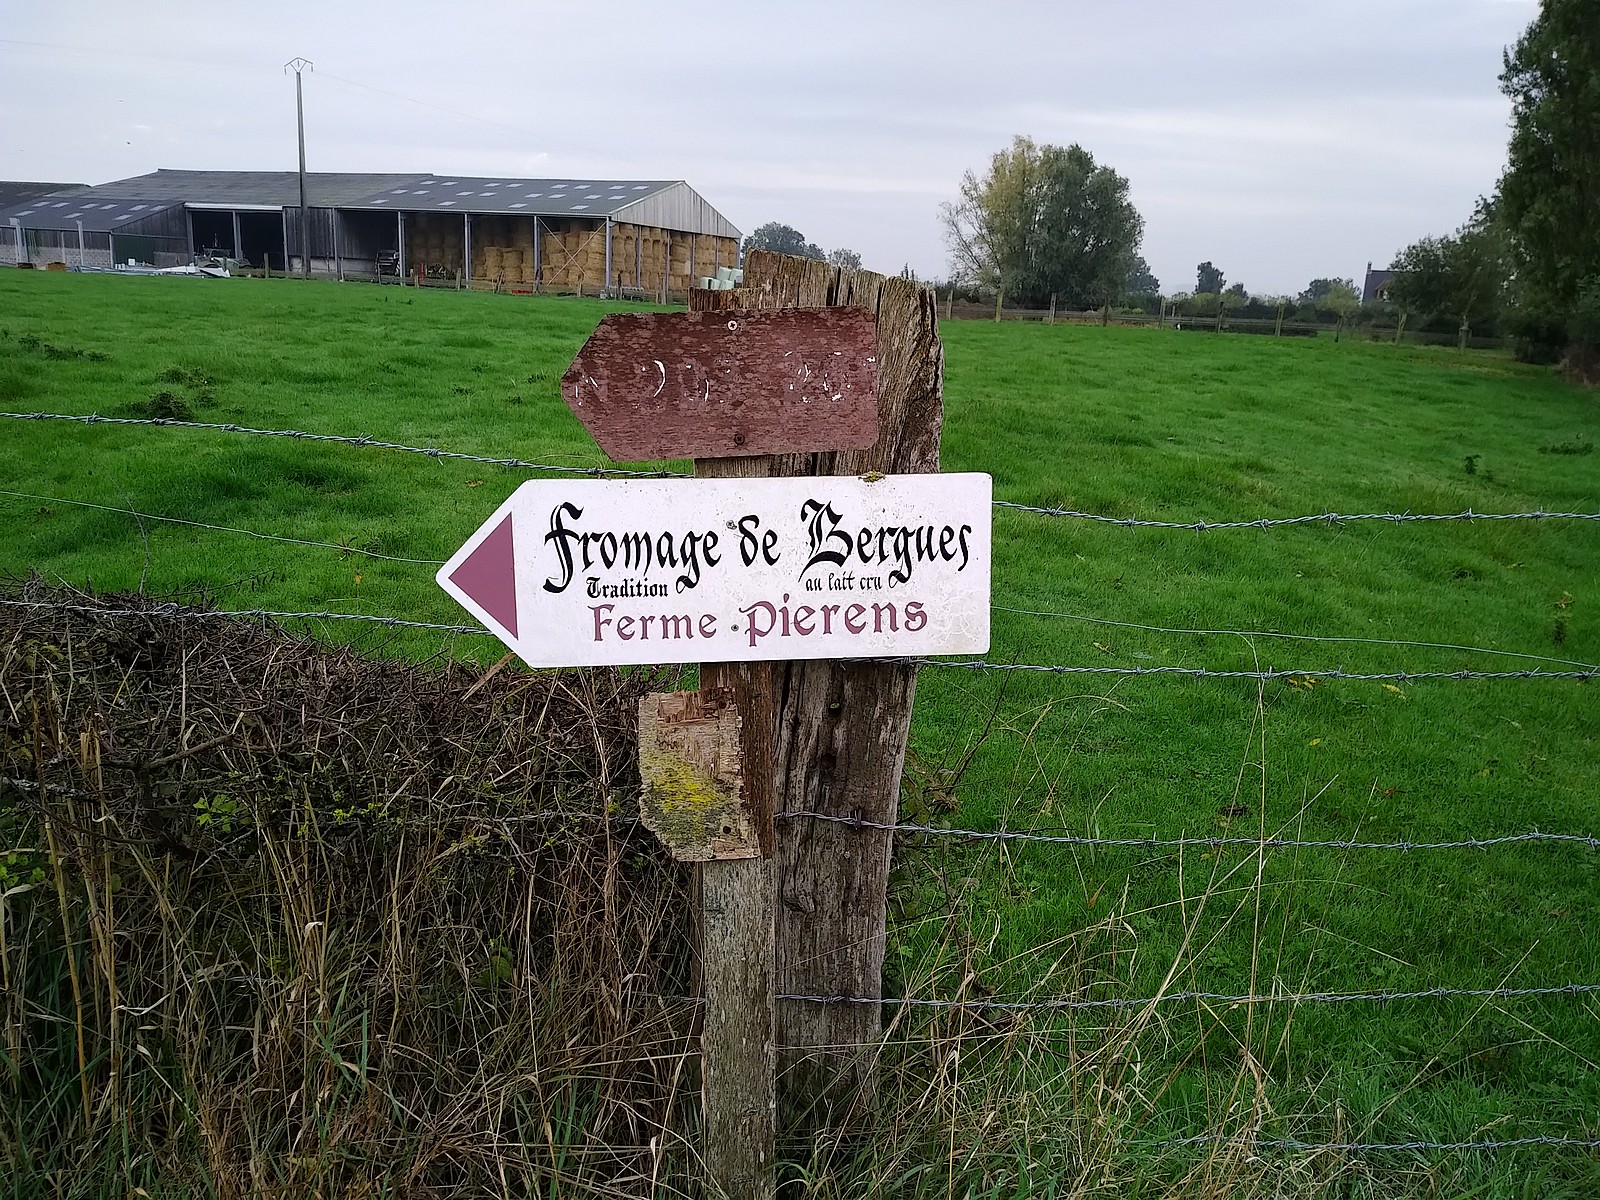 Fromage de Bergues
Tradition au lait cru
Ferme Pierens